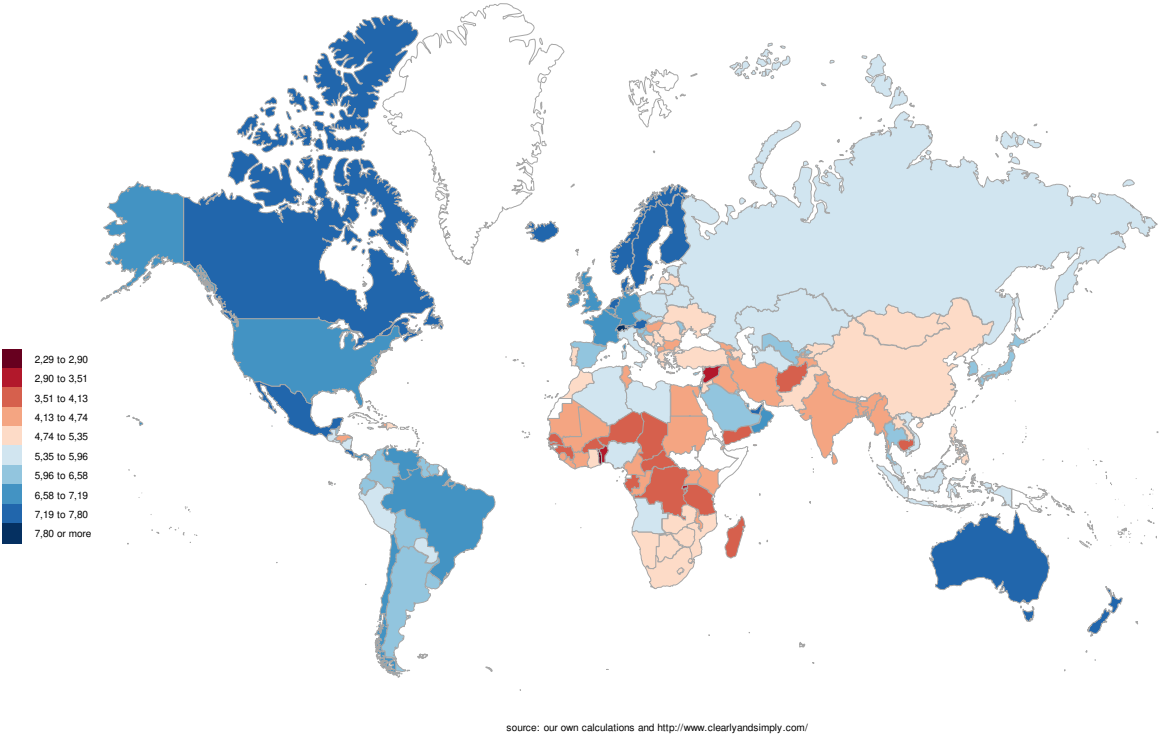 2,29 to 2,90
2,90 to 3,51
3,51 to 4,13
4,13 to 4,74
4,74 to 5,35
5,35 to 5,96
5,96 to 6,58
6,58 to 7,19
7,19 to 7,80
7,80 or more
source: our own calculations and http://www.clearlyandsimply.com/